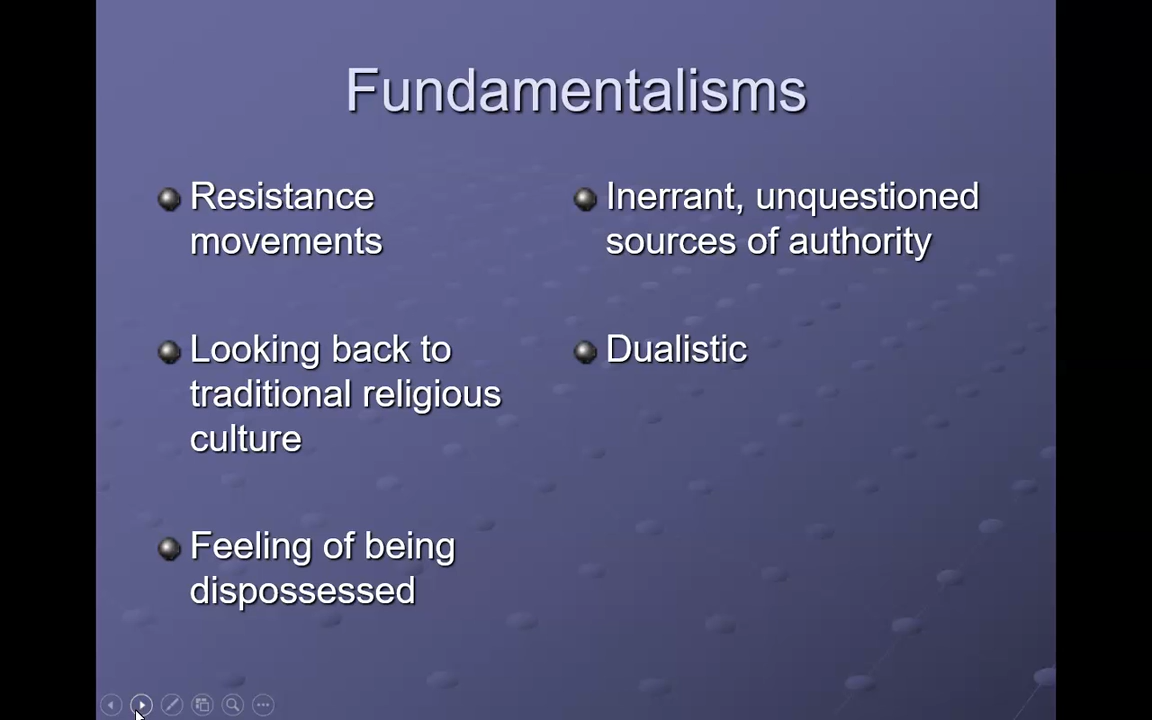 Fundamentalisms
Resistance
movements
Looking back to
traditional religious
culture
Feeling of being
dispossessed
Inerrant, unquestioned
sources of authority
Dualistic